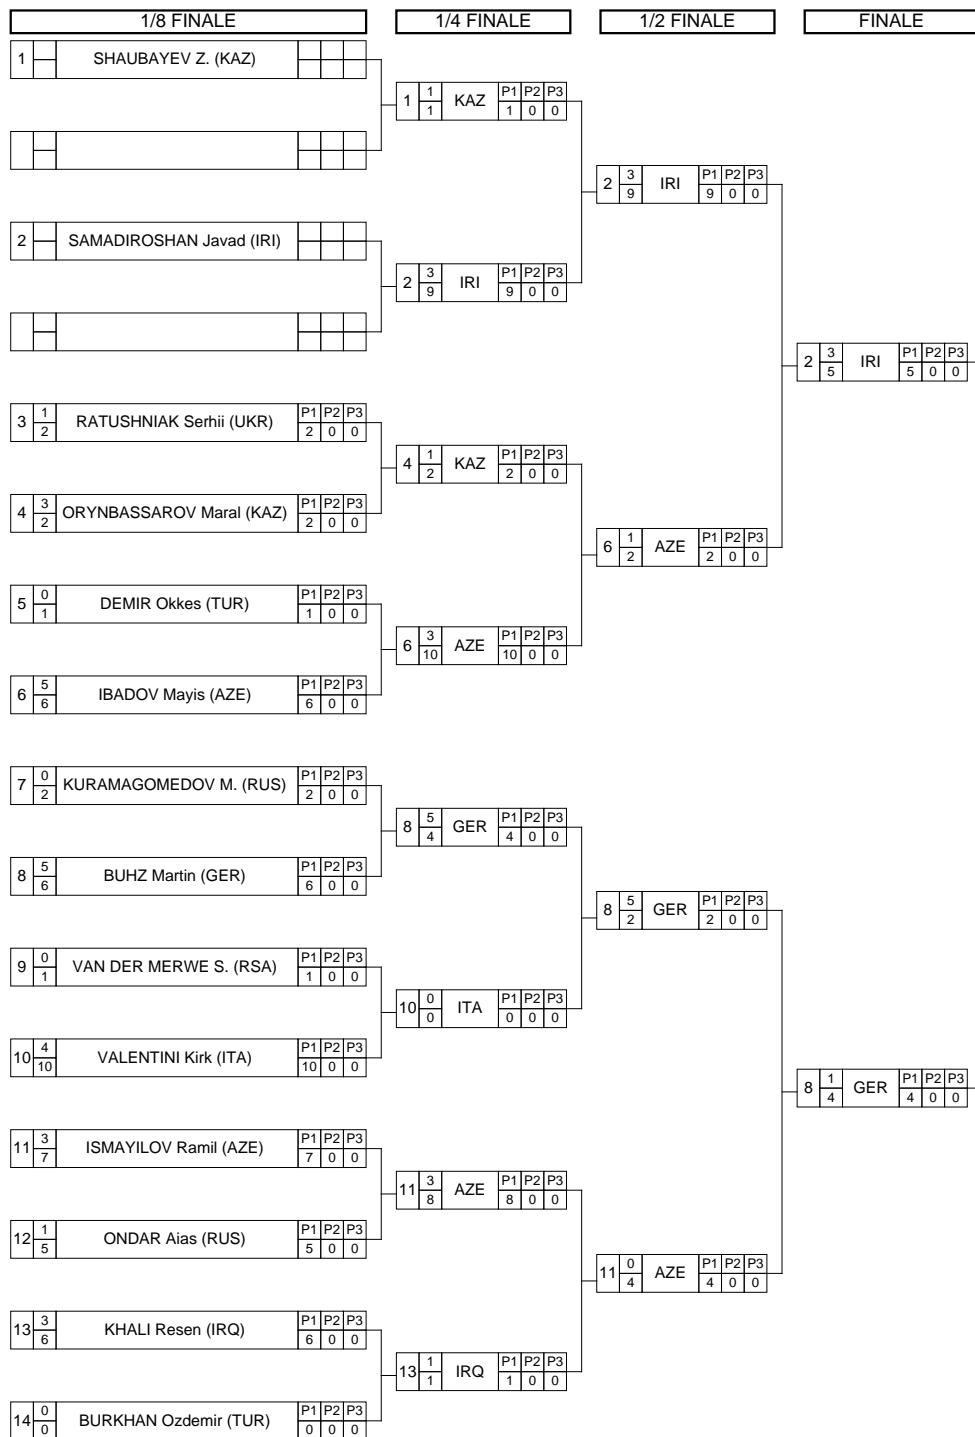 1/8 FINALE 1/4 FINALE 1/2 FINALE FINALE
1 SHAUBAYEV Z. (KAZ)
1 1 KAZ P1 P2 P3
1 1 0 0
2 3 IRI P1 P2 P3
9 9 0 0
2 SAMADIROSHAN Javad (IRI)
2 3 IRI P1 P2 P3
9 9 0 0
2 3 IRI P1 P2 P3
5 5 0 0
3 1 RATUSHNIAK Serhii (UKR) P1 P2 P3
2 2 0 0
4 1 KAZ P1 P2 P3
2 2 0 0
4 3 ORYNBASSAROV Maral (KAZ) P1 P2 P3
2 2 0 0
6 1 AZE P1 P2 P3
2 2 0 0
5 0 DEMIR Okkes (TUR) P1 P2 P3
1 1 0 0
6 3 AZE P1 P2 P3
10 10 0 0
6 5 IBADOV Mayis (AZE) P1 P2 P3
6 6 0 0
7 0 KURAMAGOMEDOV M. (RUS) P1 P2 P3
2 2 0 0
8 5 GER P1 P2 P3
4 4 0 0
8 5 BUHZ Martin (GER) P1 P2 P3
6 6 0 0
8 5 GER P1 P2 P3
2 2 0 0
9 0 VAN DER MERWE S. (RSA) P1 P2 P3
1 1 0 0
10 0 ITA P1 P2 P3
0 0 0 0
10 4 VALENTINI Kirk (ITA) P1 P2 P3
10 10 0 0
8 1 GER P1 P2 P3
4 4 0 0
11 3 ISMAYILOV Ramil (AZE) P1 P2 P3
7 7 0 0
11 3 AZE P1 P2 P3
8 8 0 0
12 1 ONDAR Aias (RUS) P1 P2 P3
5 5 0 0
11 0 AZE P1 P2 P3
4 4 0 0
13 3 KHALI Resen (IRQ) P1 P2 P3
6 6 0 0
13 1 IRQ P1 P2 P3
1 1 0 0
14 0 BURKHAN Ozdemir (TUR) P1 P2 P3
0 0 0 0